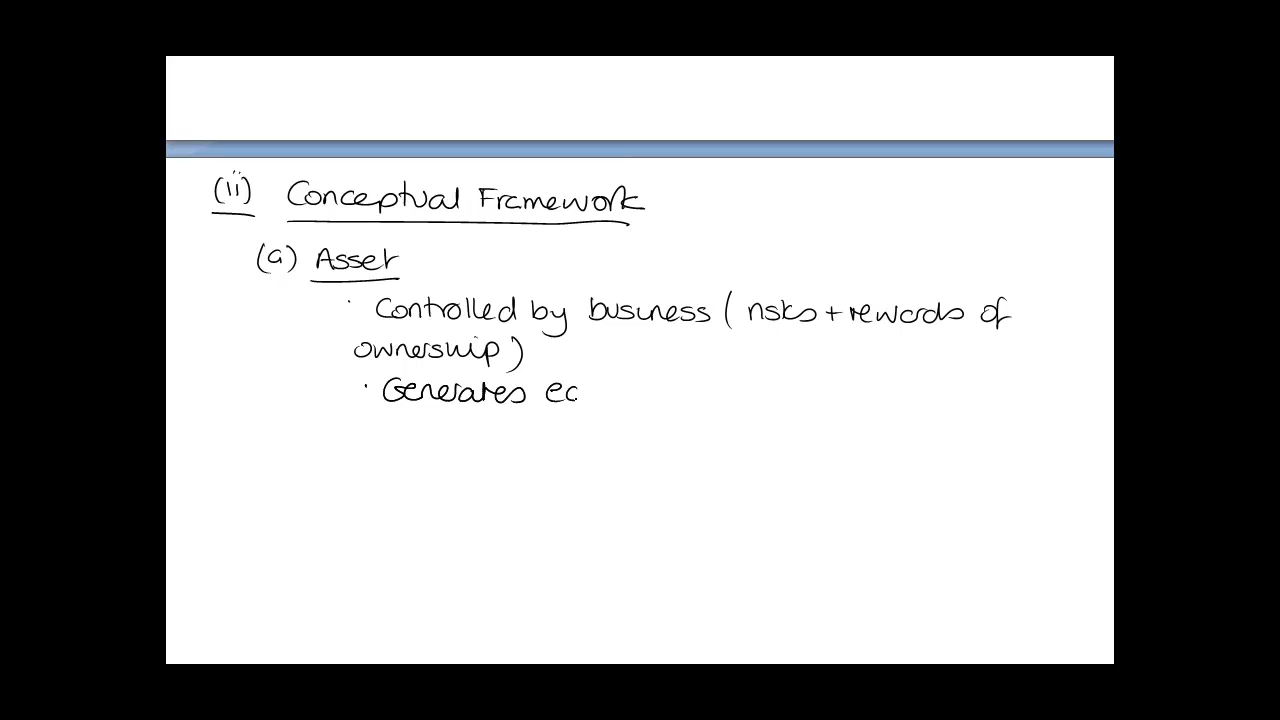 (ii) Conceptual Framework
(a) Asset
· Controlled by business (risks + rewards of
ownership)
· Generates ec